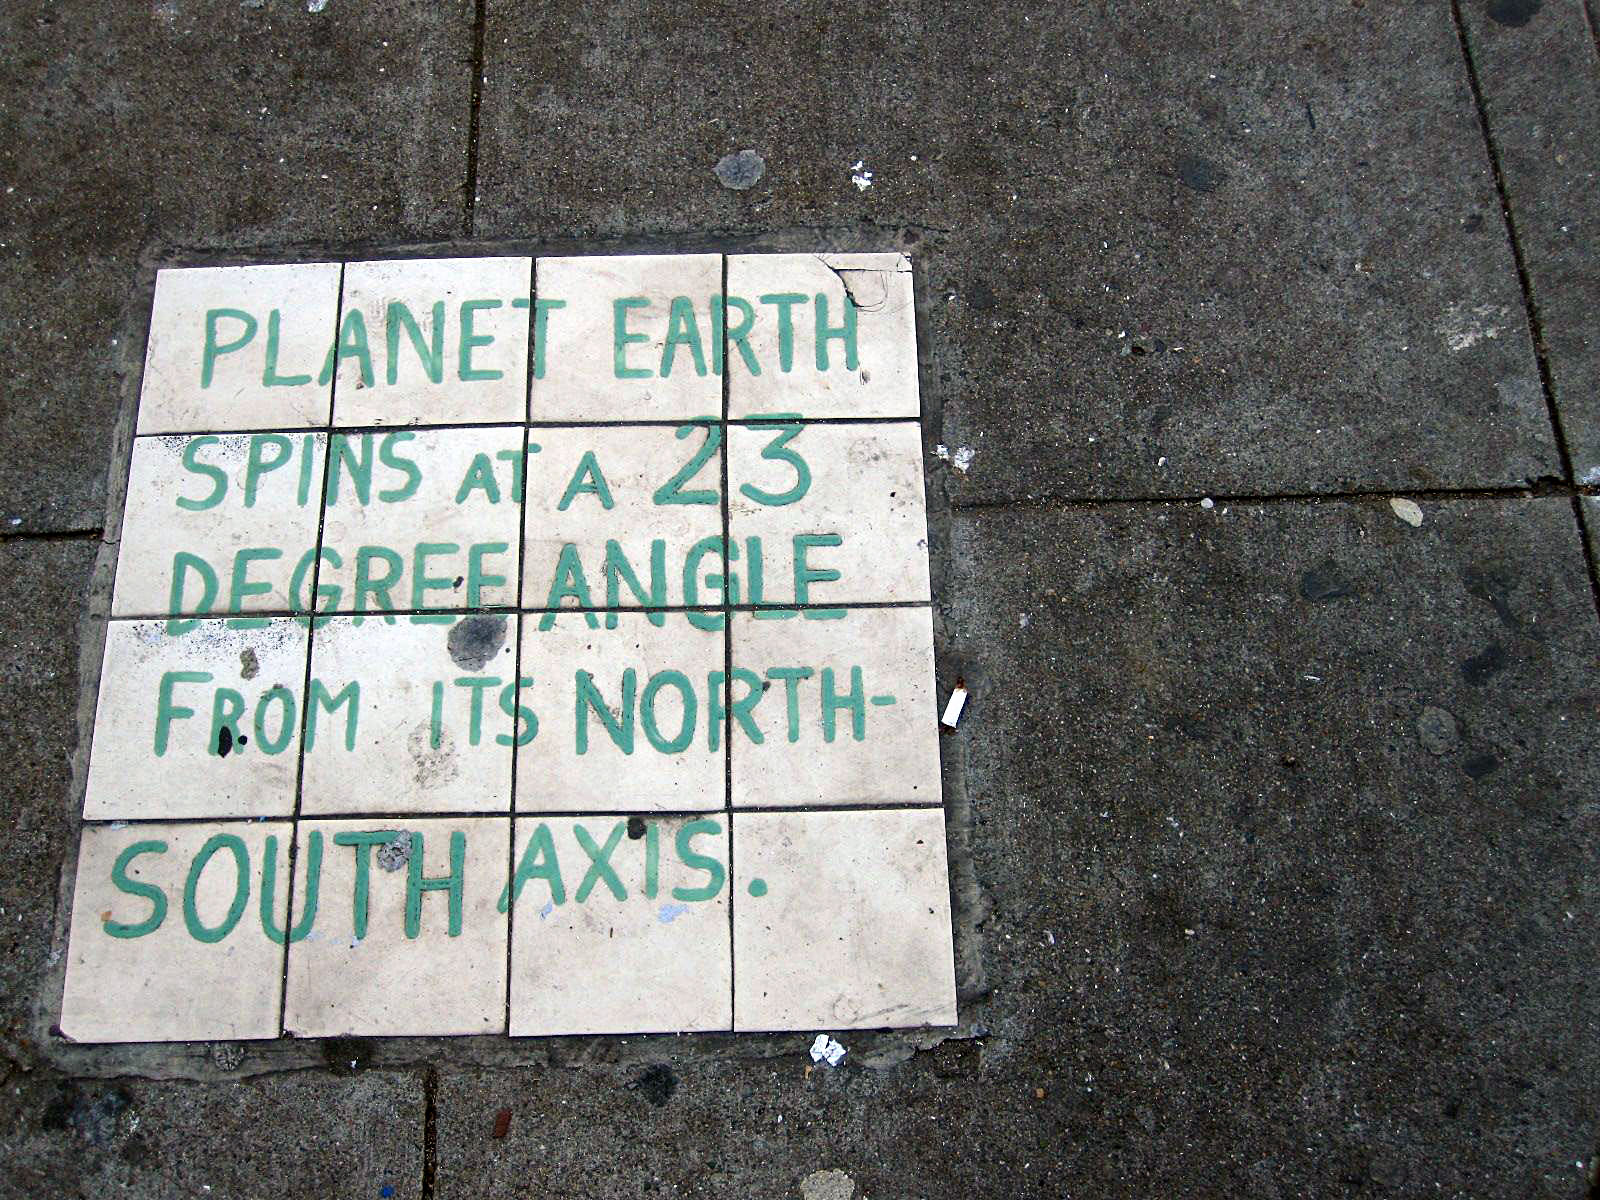 PLANET EARTH
SPINS AT A 23
DEGREE ANGLE
FROM ITS NORTH-
SOUTH AXIS.